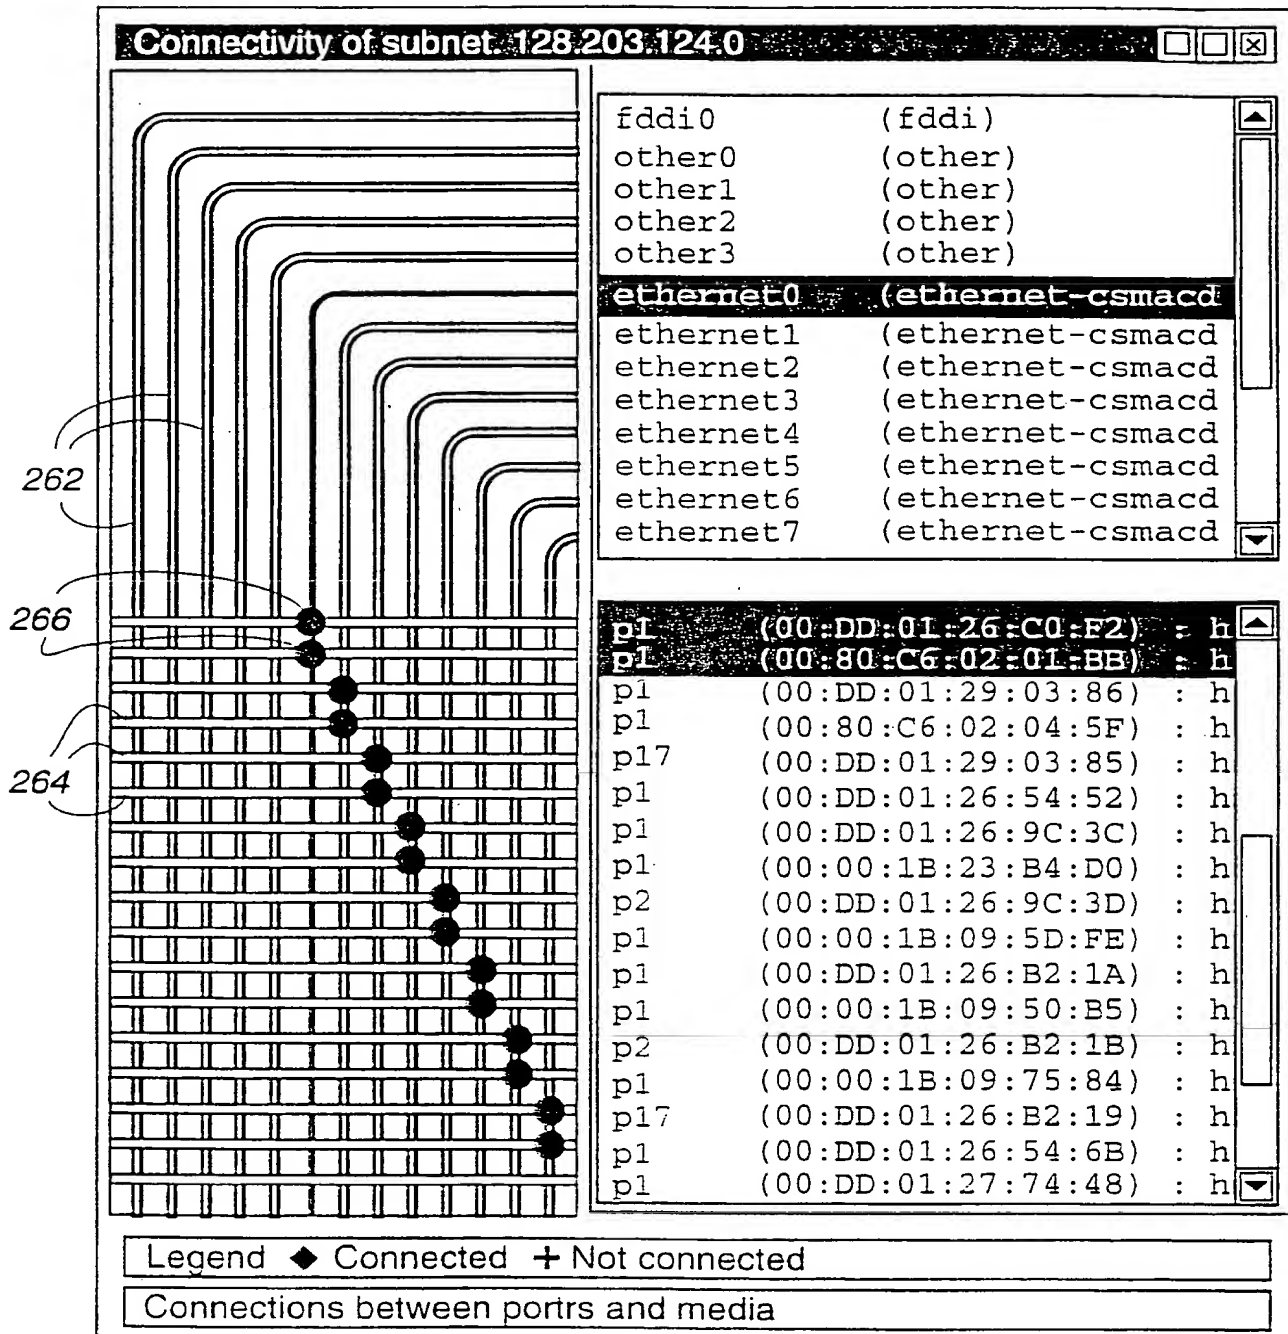 Connectivity of subnet. 128.203.124.0
fddi0 (fddi)
other0 (other)
other1 (other)
other2 (other)
other3 (other)
ethernet0 (ethernet-csmacd
ethernet1 (ethernet-csmacd
ethernet2 (ethernet-csmacd
ethernet3 (ethernet-csmacd
ethernet4 (ethernet-csmacd
ethernet5 (ethernet-csmacd
ethernet6 (ethernet-csmacd
ethernet7 (ethernet-csmacd
262
266
264
p1 (00:DD:01:26:C0:F2) : h
p1 (00:80:C6:02:01:BB) : h
p1 (00:DD:01:29:03:86) : h
p1 (00:80:C6:02:04:5F) : h
p17 (00:DD:01:29:03:85) : h
p1 (00:DD:01:26:54:52) : h
p1 (00:DD:01:26:9C:3C) : h
p1 (00:00:1B:23:B4:D0) : h
p2 (00:DD:01:26:9C:3D) : h
p1 (00:00:1B:09:5D:FE) : h
p1 (00:DD:01:26:B2:1A) : h
p1 (00:00:1B:09:50:B5) : h
p2 (00:DD:01:26:B2:1B) : h
p1 (00:00:1B:09:75:84) : h
p17 (00:DD:01:26:B2:19) : h
p1 (00:DD:01:26:54:6B) : h
p1 (00:DD:01:27:74:48) : h
Legend ◆ Connected + Not connected
Connections between portrs and media